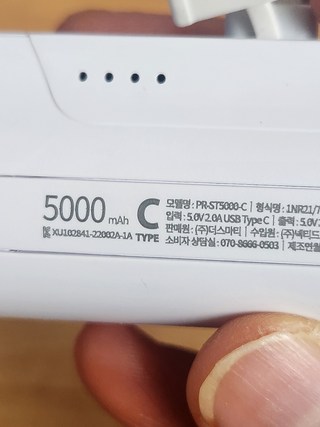 5000 mAh
XU102841-22002A-1A
C
TYPE
모델명 : PR-ST5000-C | 형식명 : 1NR21/7
입력 : 5.0V 2.0A USB Type C | 출력 : 5.0V
판매원 : (주)더스마티 | 수입원 : (주)넥티드
소비자 상담실 : 070-8666-0503 | 제조연월